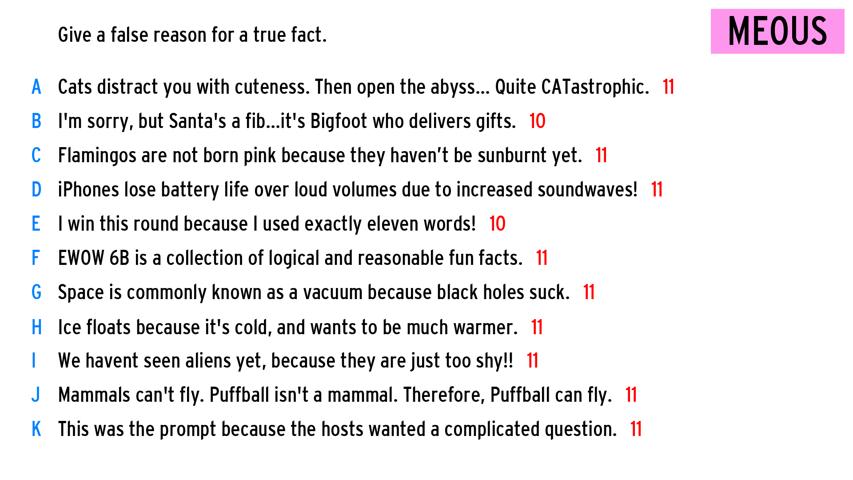 Give a false reason for a true fact.
MEOUS
A Cats distract you with cuteness. Then open the abyss... Quite CATastrophic. 11
B I'm sorry, but Santa's a fib...it's Bigfoot who delivers gifts. 10
C Flamingos are not born pink because they haven’t be sunburnt yet. 11
D iPhones lose battery life over loud volumes due to increased soundwaves! 11
E I win this round because I used exactly eleven words! 10
F EWOW 6B is a collection of logical and reasonable fun facts. 11
G Space is commonly known as a vacuum because black holes suck. 11
H Ice floats because it's cold, and wants to be much warmer. 11
I We havent seen aliens yet, because they are just too shy!! 11
J Mammals can't fly. Puffball isn't a mammal. Therefore, Puffball can fly. 11
K This was the prompt because the hosts wanted a complicated question. 11